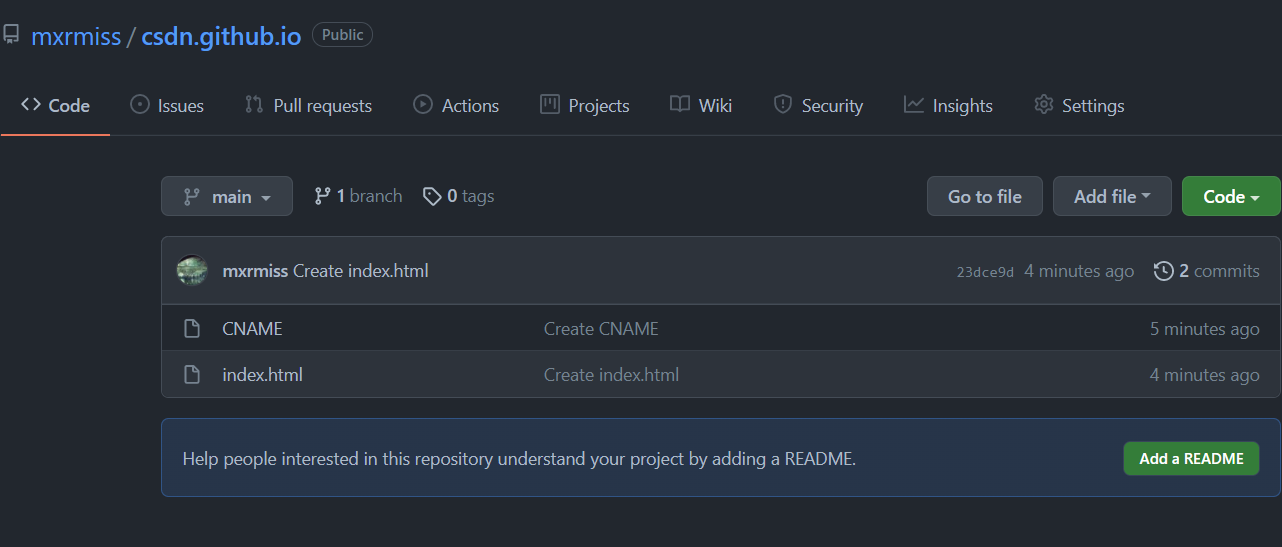 mxrmiss / csdn.github.io Public
Code Issues Pull requests Actions Projects Wiki Security Insights Settings
main 1 branch 0 tags Go to file Add file Code
mxrmiss Create index.html 23dce9d 4 minutes ago 2 commits
CNAME Create CNAME 5 minutes ago
index.html Create index.html 4 minutes ago
Help people interested in this repository understand your project by adding a README. Add a README